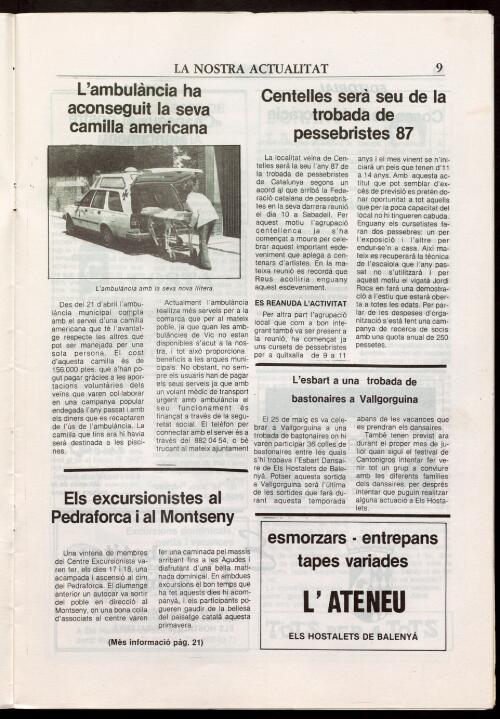 LA NOSTRA ACTUALITAT 9
L'ambulància ha
aconseguit la seva
camilla americana
L'ambulància amb la seva nova llitera
Des del 21 d'abril l'ambu-
lància municipal compta
amb el servei d'una camilla
americana que té l'avantat-
ge respecte les altres que
pot ser manejada per una
sola persona. El cost
d'aquesta camilla és de
156.000 ptes. que s'han po-
gut pagar gràcies a les apor-
tacions voluntàries dels
veïns que varen col·laborar
en una campanya popular
endegada l'any passat i amb
els diners que es recapten
de l'ús de l'ambulància. La
camilla que fins ara hi havia
serà destinada a les pisci-
nes.
Actualment l'ambulància
realitza més serveis per a la
comarca que per al mateix
poble, ja que quan les am-
bulàncies de Vic no estan
disponibles s'acut a la nos-
tra, i tot això proporciona
beneficis a les arques muni-
cipals. No obstant, no sem-
pre els usuaris han de pagar
els seus serveis ja que amb
un volant mèdic de transport
urgent amb ambulància el
seu funcionament és
finançat a través de la segu-
retat social. El telèfon per
connectar amb el servei és a
través del 882 04 54, o bé
trucant al mateix ajuntament
Els excursionistes al
Pedraforca i al Montseny
Una vintena de membres
del Centre Excursionista va-
ren fer, els dies 17 i 18, una
acampada i ascensió al cim
del Pedraforca. El diumenge
anterior un autocar va sortir
del poble en direcció al
Montseny, on una bona colla
d'associats al centre varen
fer una caminada pel massís
arribant fins a les Agudes i
disfrutant d'una bella mati-
nada dominical. En ambdues
excursions el bon temps que
ha fet aquests dies hi acom-
panyà, i els participants po-
gueren gaudir de la bellesa
del paisatge català aquesta
primavera.
(Més informació pág. 21)
Centelles serà seu de la
trobada de
pessebristes 87
La localitat veïna de Cen-
telles serà la seu l'any 87 de
la trobada de pessebristes
de Catalunya segons un
acord al que arribà la Fede-
ració catalana de pessebris-
tes en la seva darrera reunió
el dia 10 a Sabadell. Per
aquest motiu l'agrupació
centellenca ja s'ha
començat a moure per cele-
brar aquest important esde-
veniment que aplega a cen-
tenars d'artistes. En la ma-
teixa reunió es recordà que
Reus acolliria enguany
aquest esdeveniment.
ES REANUDA L'ACTIVITAT
Per altra part l'agrupació
local que com a bon inte-
grant també va ser present a
la reunió, ha començat ja
uns cursets de pessebristes
per a quitxalla de 9 a 11
anys i el mes vinent se n'ini-
ciarà un pels que tenen d'11
a 14 anys. Amb aquesta ac-
titut que pot semblar d'ex-
cés de previsió es pretén do-
nar oportunitat a tot aquells
que per la poca capacitat del
local no hi tingueren cabuda.
Enguany els cursetistes fa-
ran dos pessebres: un per
l'exposició i l'altre per
endur-se'n a casa. Així ma-
teix es recuperarà la tècnica
de l'escaiola que l'any pas-
sat no s'utilitzarà i per
aquest motiu el vigatà Jordi
Roca en farà una demostra-
ció a l'estiu que estarà ober-
ta a totes les edats. Per par-
lar de les despeses d'orga-
nització s'està fent una cam-
panya de recerca de socis
amb una quota anual de 250
pessetes.
L'esbart a una trobada de
bastonaires a Vallgorguina
El 25 de maig es va cele-
brar a Vallgorguina a una
trobada de bastonaires on hi
varen participar 36 colles de
bastonaires entre les quals
s'hi trobava l'Esbart Dansai-
re de Els Hostalets de Bale-
nyà. Potser aquesta sortida
a Vallgorguina serà l'última
de les sortides que farà du-
rant aquesta temporada
abans de les vacances que
es prendran els dansaires.
També tenen previst ara
durant el proper mes de ju-
liol quan sigui el festival de
Cantonigròs intentar fer ve-
nir tot un grup a conviure
amb les diferents famílies
dels dansaires, per després
intentar que puguin realitzar
alguna actuació a Els Hosta-
lets.
esmorzars - entrepans
tapes variades
L'ATENEU
ELS HOSTALETS DE BALENYÁ